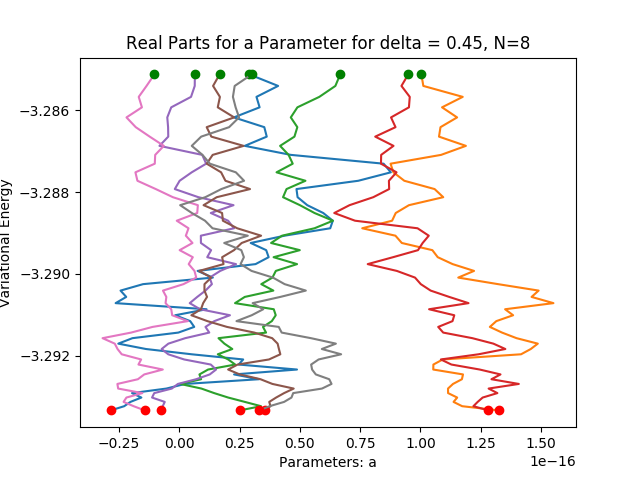 Real Parts for a Parameter for delta = 0.45, N=8
Variational Energy
−3.286
−3.288
−3.290
−3.292
−0.25 0.00 0.25 0.50 0.75 1.00 1.25 1.50
1e−16
Parameters: a